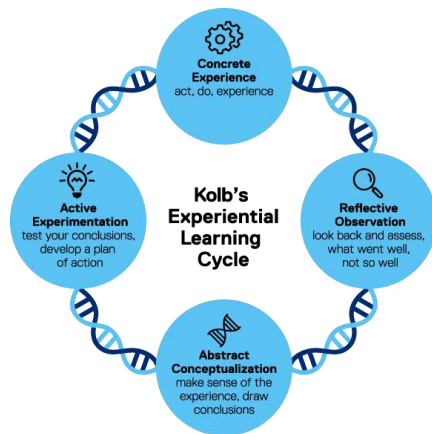 Concrete
Experience
act, do, experience
Kolb's
Experiential
Learning
Cycle
Reflective
Observation
look back and assess,
what went well,
not so well
Abstract
Conceptualization
make sense of the
experience, draw
conclusions
Active
Experimentation
test your conclusions,
develop a plan
of action